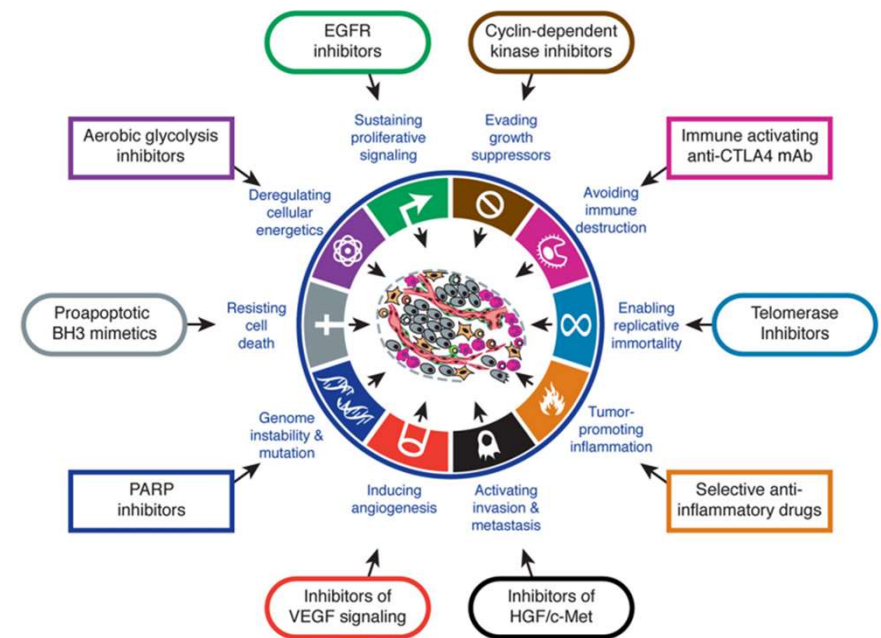 EGFR
inhibitors
Cyclin-dependent
kinase inhibitors
Sustaining
proliferative
signaling
Evading
growth
suppressors
Aerobic glycolysis
inhibitors
Immune activating
anti-CTLA4 mAb
Deregulating
cellular
energetics
Avoiding
immune
destruction
Proapoptotic
BH3 mimetics
Resisting
cell
death
Enabling
replicative
immortality
Telomerase
Inhibitors
Genome
instability &
mutation
Tumor-
promoting
inflammation
PARP
inhibitors
Inducing
angiogenesis
Activating
invasion &
metastasis
Selective anti-
inflammatory drugs
Inhibitors of
VEGF signaling
Inhibitors of
HGF/c-Met